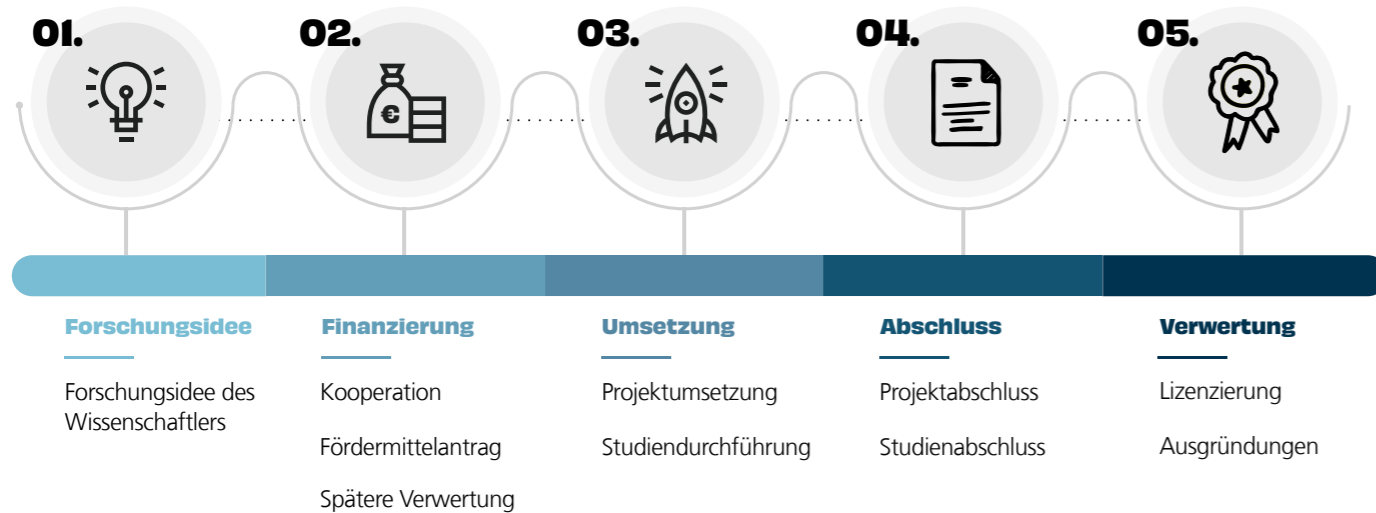 01.
02.
03.
04.
05.
€
Forschungsidee
Forschungsidee des
Wissenschaftlers
Finanzierung
Kooperation
Fördermittelantrag
Spätere Verwertung
Umsetzung
Projektumsetzung
Studiendurchführung
Abschluss
Projektabschluss
Studienabschluss
Verwertung
Lizenzierung
Ausgründungen